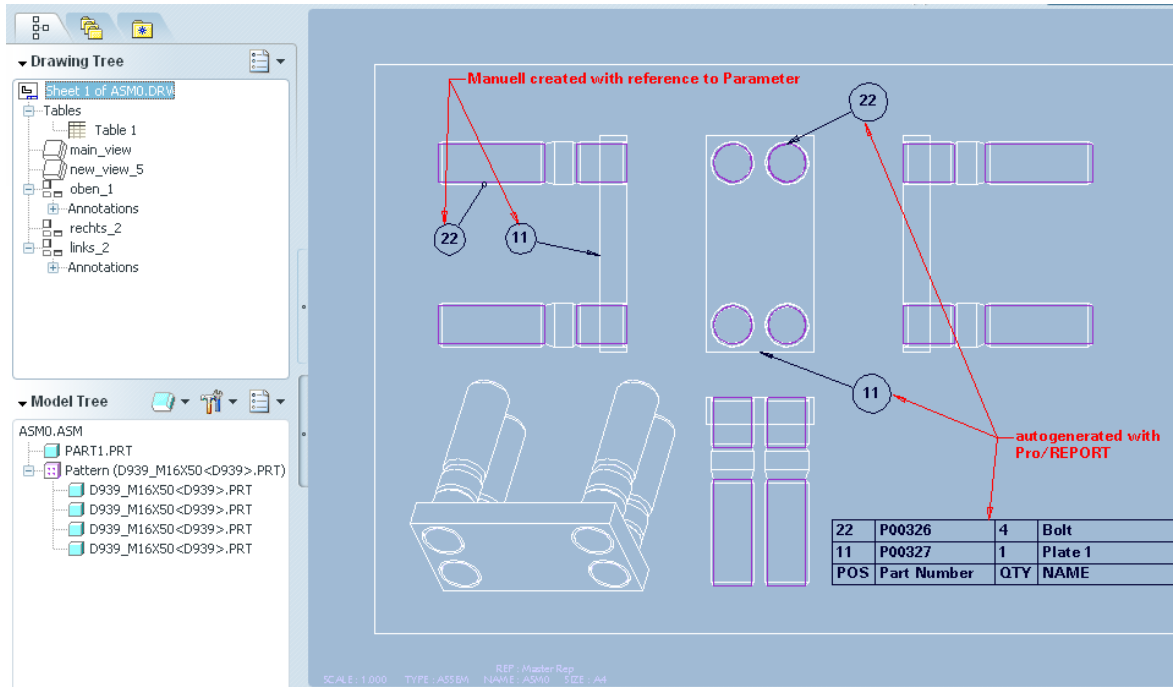 Drawing Tree
Sheet 1 of ASM0.DRW
Tables
Table 1
main_view
new_view_5
oben_1
Annotations
rechts_2
links_2
Annotations
Model Tree
ASM0.ASM
PART1.PRT
Pattern (D939_M16X50<D939>.PRT)
D939_M16X50<D939>.PRT
D939_M16X50<D939>.PRT
D939_M16X50<D939>.PRT
D939_M16X50<D939>.PRT
Manuell created with reference to Parameter
22
22
11
11
autogenerated with
Pro/REPORT
22 P00326 4 Bolt
11 P00327 1 Plate 1
POS Part Number QTY NAME
REP : Master Rep
SCALE : 1.000 TYPE : ASSEM NAME : ASM0 SIZE : A4